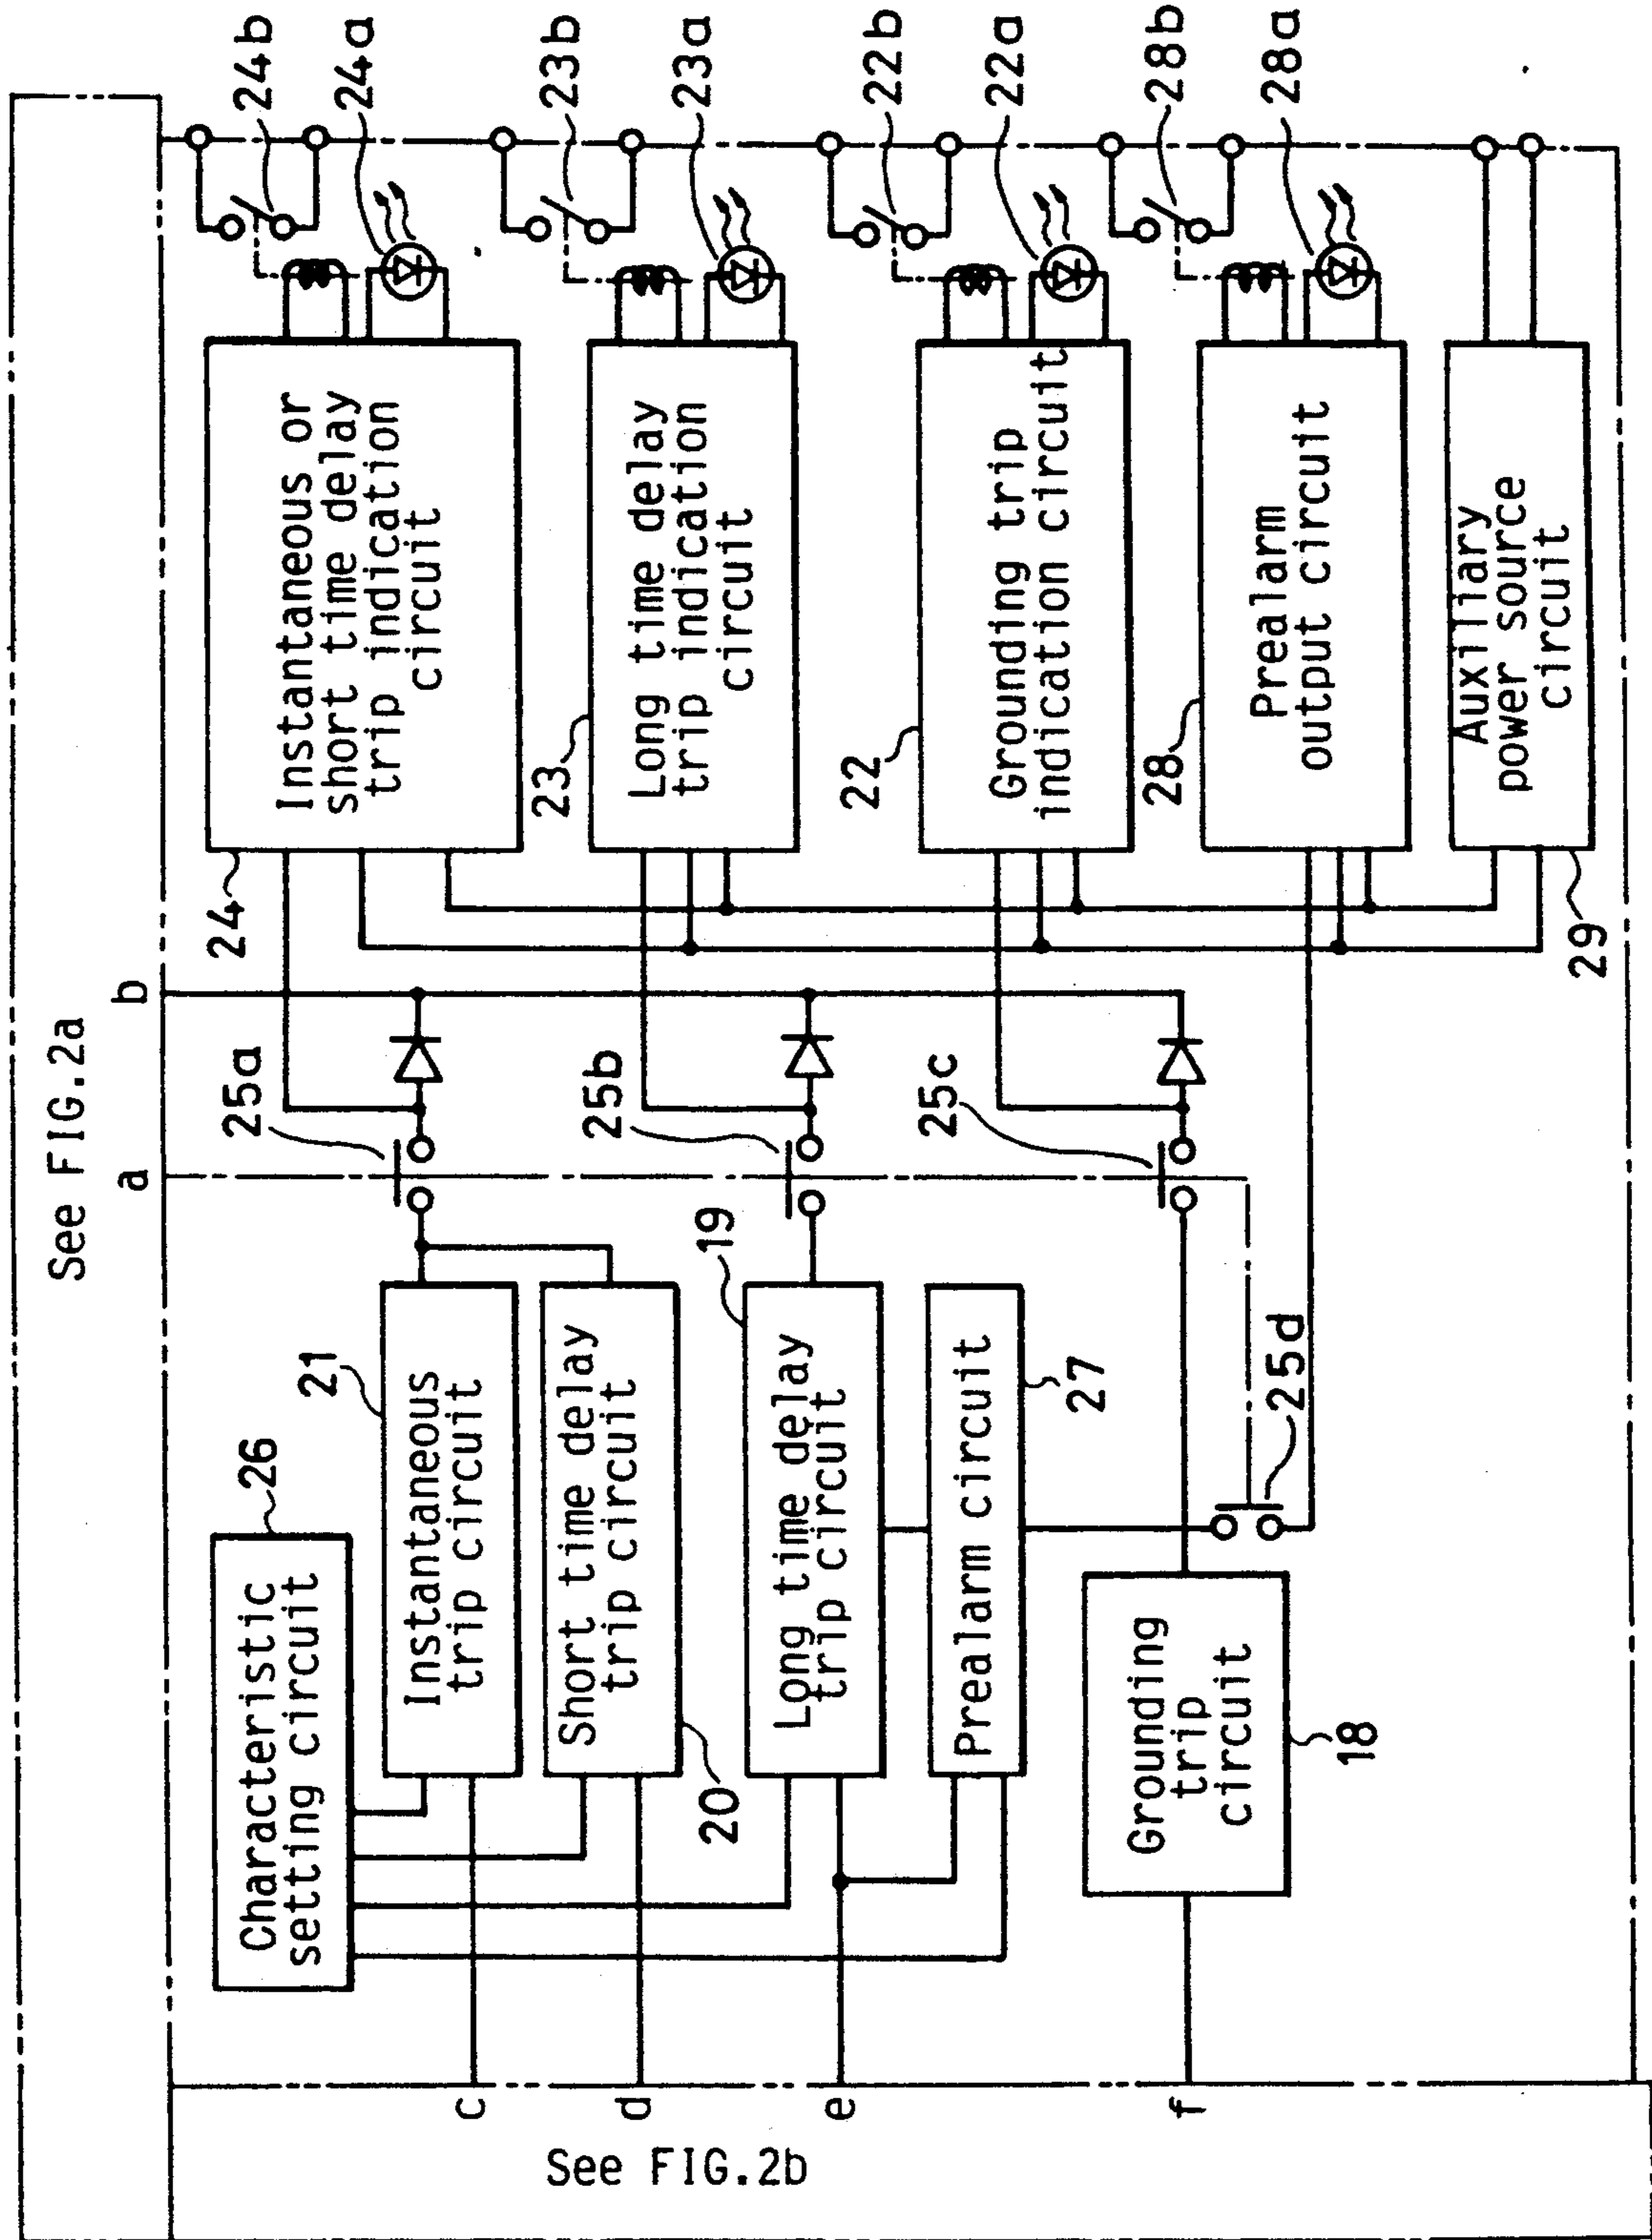 See FIG.2a
a
b
See FIG.2b
c
d
e
f
26
Characteristic
setting circuit
21
Instantaneous
trip circuit
Short time delay
trip circuit
20
19
Long time delay
trip circuit
Prealarm circuit
27
Grounding
trip
circuit
18
25a
25b
25c
25d
24
Instantaneous or
short time delay
trip indication
circuit
23
Long time delay
trip indication
circuit
22
Grounding trip
indication circuit
28
Prealarm
output circuit
Auxiliary
power source
circuit
29
24b
24a
23b
23a
22b
22a
28b
28a